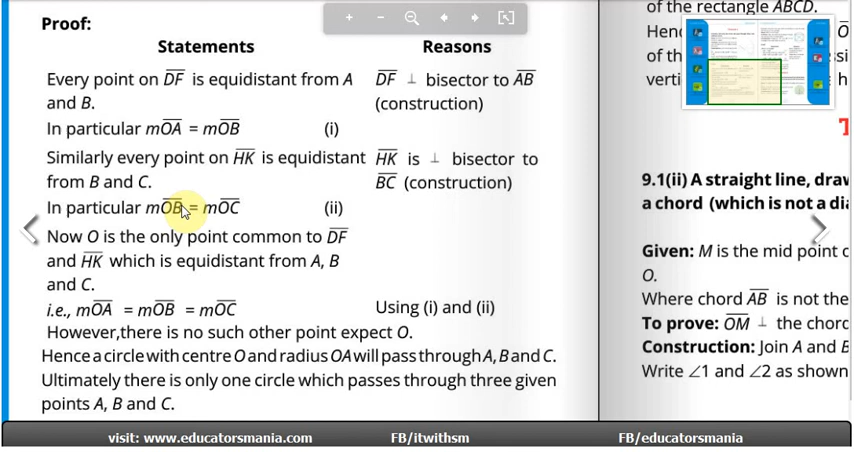 Proof:
Statements Reasons
Every point on DF is equidistant from A
and B.
DF ⊥ bisector to AB
(construction)
In particular mOA = mOB (i)
Similarly every point on HK is equidistant
from B and C.
HK is ⊥ bisector to
BC (construction)
In particular mOB = mOC (ii)
Now O is the only point common to DF
and HK which is equidistant from A, B
and C.
i.e., mOA = mOB = mOC Using (i) and (ii)
However,there is no such other point expect O.
Hence a circle with centre O and radius OA will pass through A, B and C.
Ultimately there is only one circle which passes through three given
points A, B and C.
of the rectangle ABCD.
of th
verti
9.1(ii) A straight line, drav
a chord (which is not a dia
Given: M is the mid point o
O.
Where chord AB is not the
To prove: OM ⊥ the chord
Construction: Join A and B
Write ∠1 and ∠2 as shown
visit: www.educatorsmania.com FB/itwithsm FB/educatorsmania